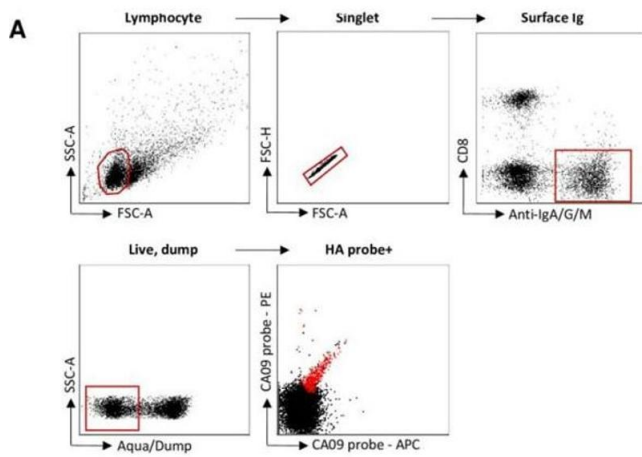 A
Lymphocyte
Singlet
Surface Ig
SSC-A
FSC-A
FSC-H
FSC-A
CD8
Anti-IgA/G/M
Live, dump
HA probe+
SSC-A
Aqua/Dump
CA09 probe - PE
CA09 probe - APC